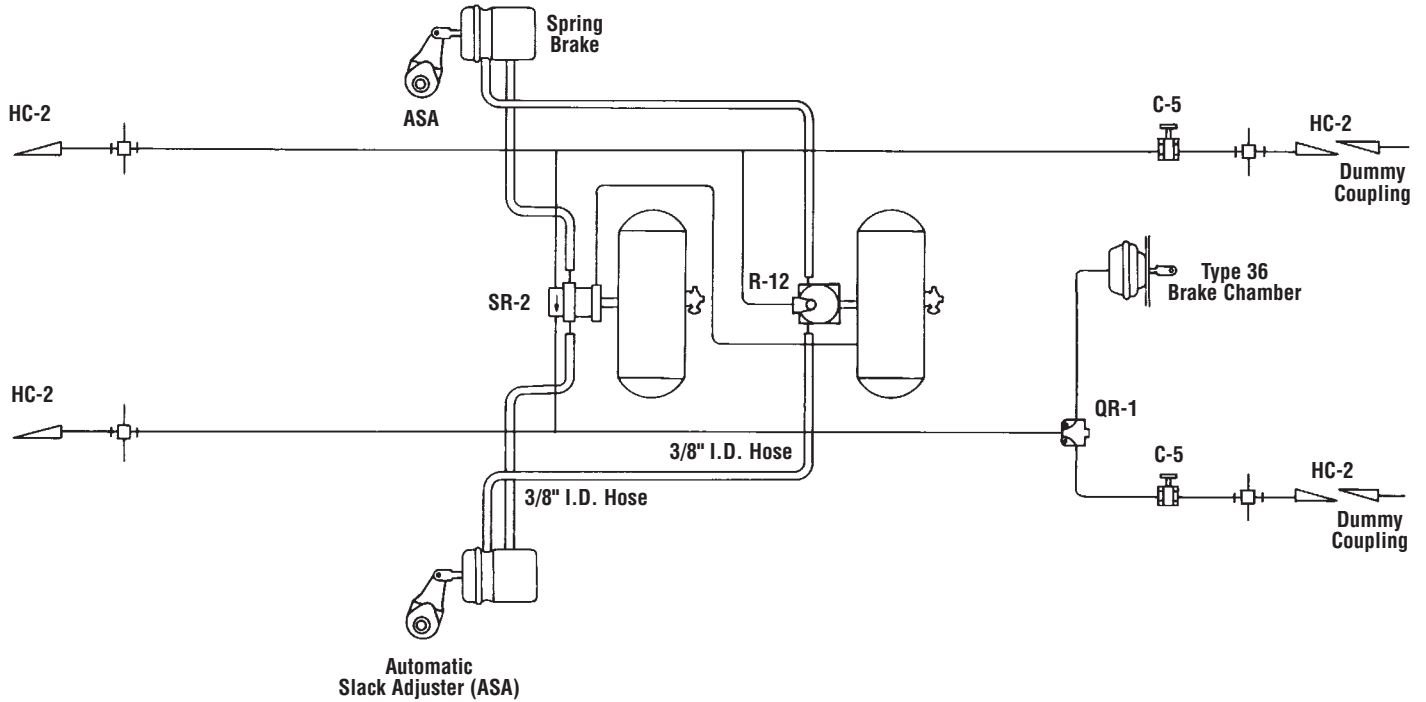 Spring
Brake
ASA
HC-2
C-5
HC-2
Dummy
Coupling
SR-2
R-12
Type 36
Brake Chamber
HC-2
QR-1
3/8" I.D. Hose
C-5
HC-2
3/8" I.D. Hose
Dummy
Coupling
Automatic
Slack Adjuster (ASA)